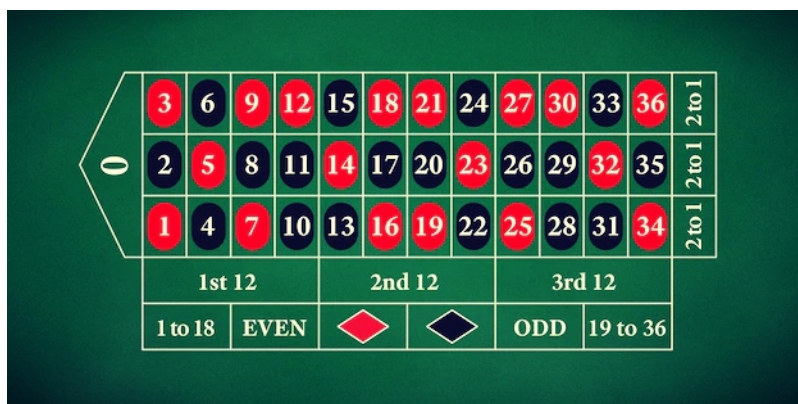 3 6 9 12 15 18 21 24 27 30 33 36 2 to 1
0 2 5 8 11 14 17 20 23 26 29 32 35 2 to 1
1 4 7 10 13 16 19 22 25 28 31 34 2 to 1
1st 12 2nd 12 3rd 12
1 to 18 EVEN ODD 19 to 36